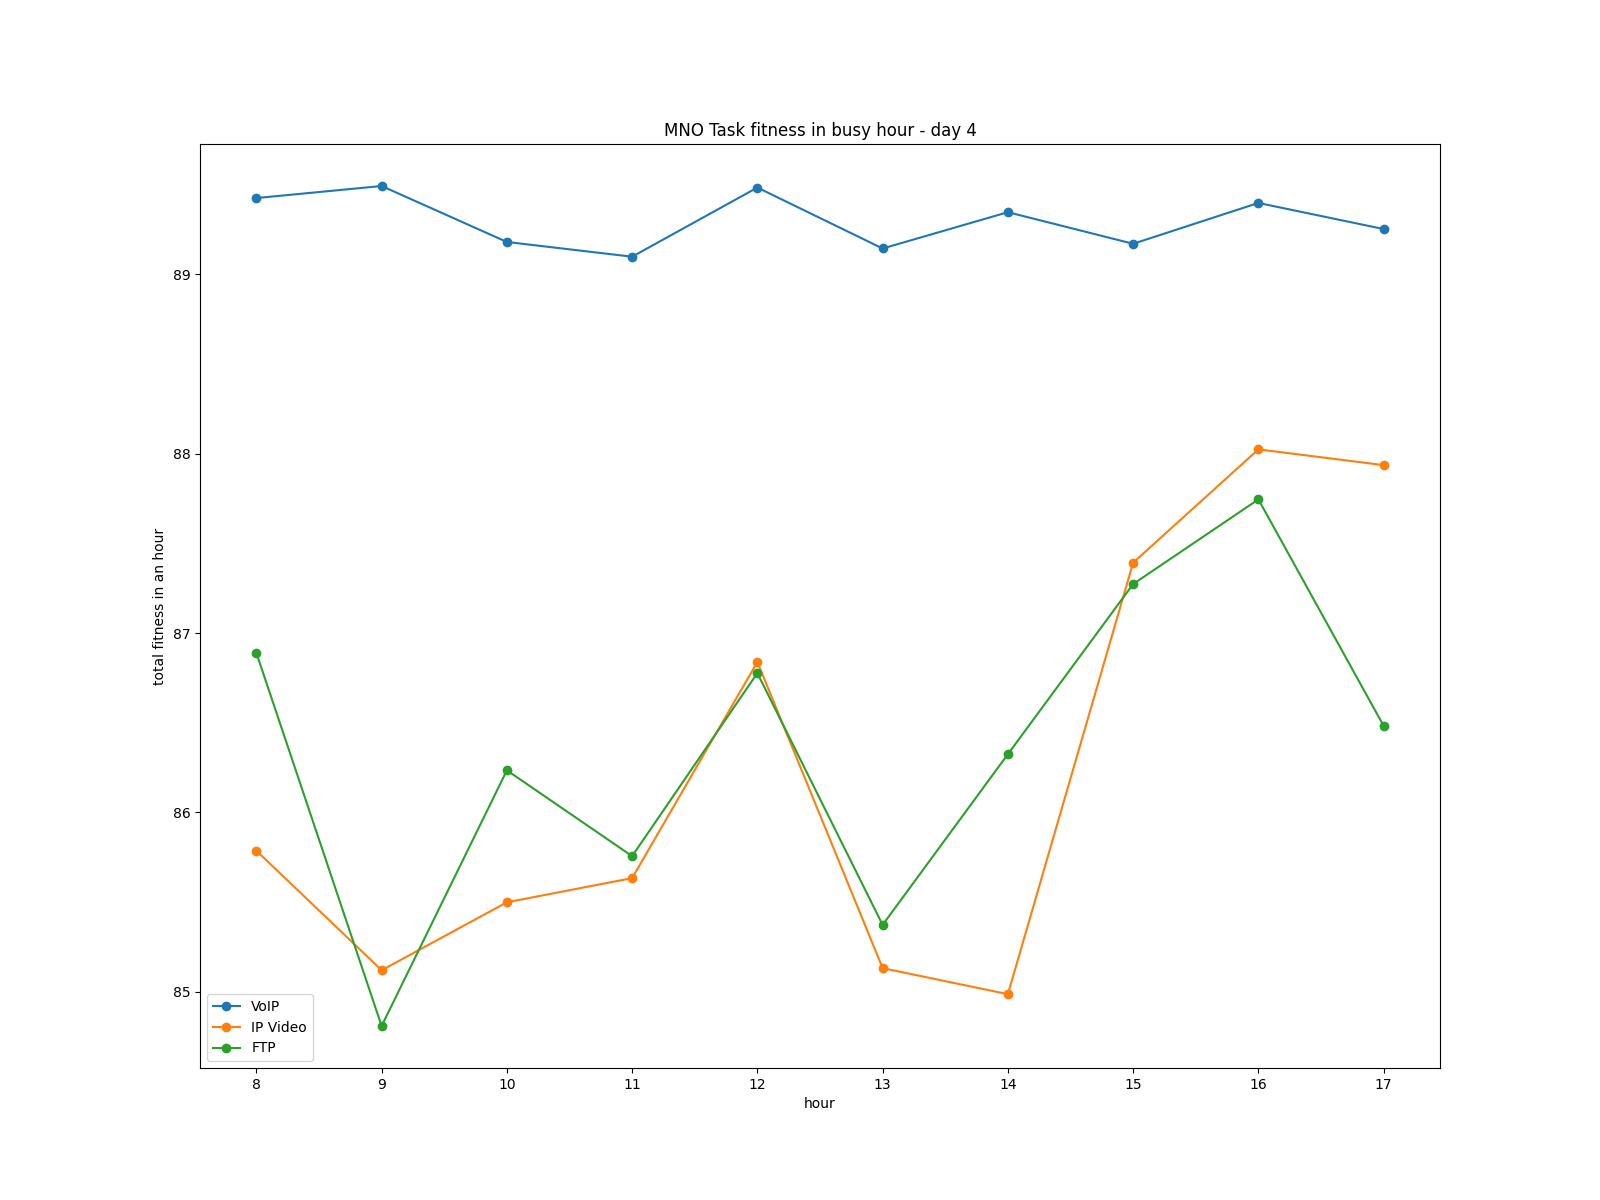 MNO Task fitness in busy hour - day 4
total fitness in an hour
89
88
87
86
85
VoIP
IP Video
FTP
8 9 10 11 12 13 14 15 16 17
hour